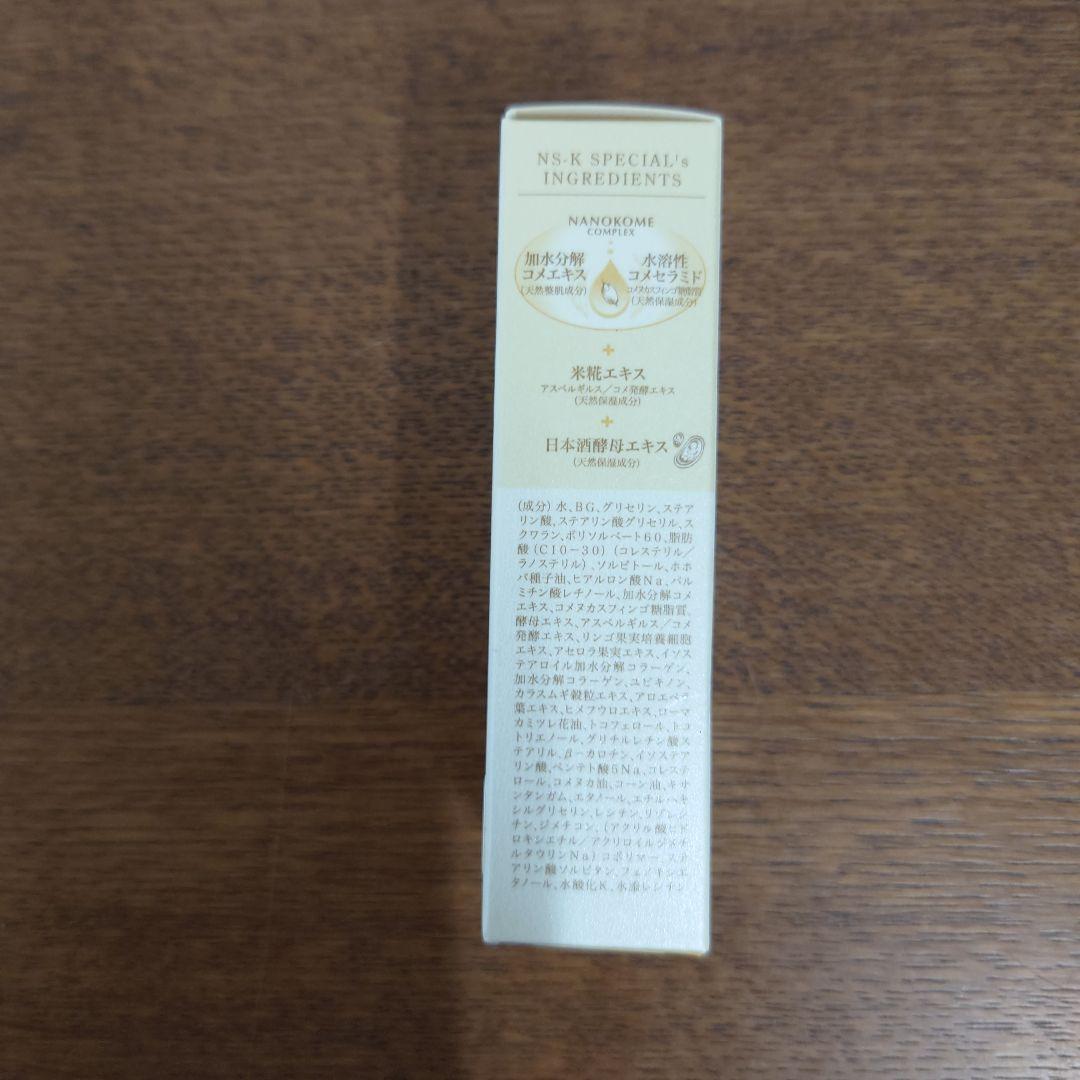 NS-K SPECIAL's
INGREDIENTS
NANOKOME
COMPLEX
加水分解
コメエキス
(天然整肌成分)
水溶性
コメセラミド
コメヌカスフィンゴ糖脂質
(天然保湿成分)
+
米糀エキス
アスペルギルス/コメ発酵エキス
(天然保湿成分)
+
日本酒酵母エキス
(天然保湿成分)
(成分) 水、BG、グリセリン、ステア
リン酸、ステアリン酸グリセリル、ス
クワラン、ポリソルベート60、脂肪
酸 (C10-30) (コレステリル/
ラノステリル) 、ソルビトール、ホホ
バ種子油、ヒアルロン酸Na、パル
ミチン酸レチノール、加水分解コメ
エキス、コメヌカスフィンゴ糖脂質、
酵母エキス、アスペルギルス/コメ
発酵エキス、リンゴ果実培養細胞
エキス、アセロラ果実エキス、イソス
テアロイル加水分解コラーゲン、
加水分解コラーゲン、ユビキノン、
カラスムギ穀粒エキス、アロエベラ
葉エキス、ヒメフウロエキス、ローマ
カミツレ花油、トコフェロール、トコ
トリエノール、グリチルレチン酸ス
テアリル、β-カロチン、イソステア
リン酸、ペンテト酸5Na、コレステ
ロール、コメヌカ油、コーン油、キサ
ンタンガム、エタノール、エチルヘキ
シルグリセリン、レシチン、リゾレシ
チン、ジメチコン、(アクリル酸ヒド
ロキシエチル/アクリロイルジメチ
ルタウリンNa) コポリマー、ステ
アリン酸ソルビタン、フェノキシエ
タノール、水酸化K、水添レシチン